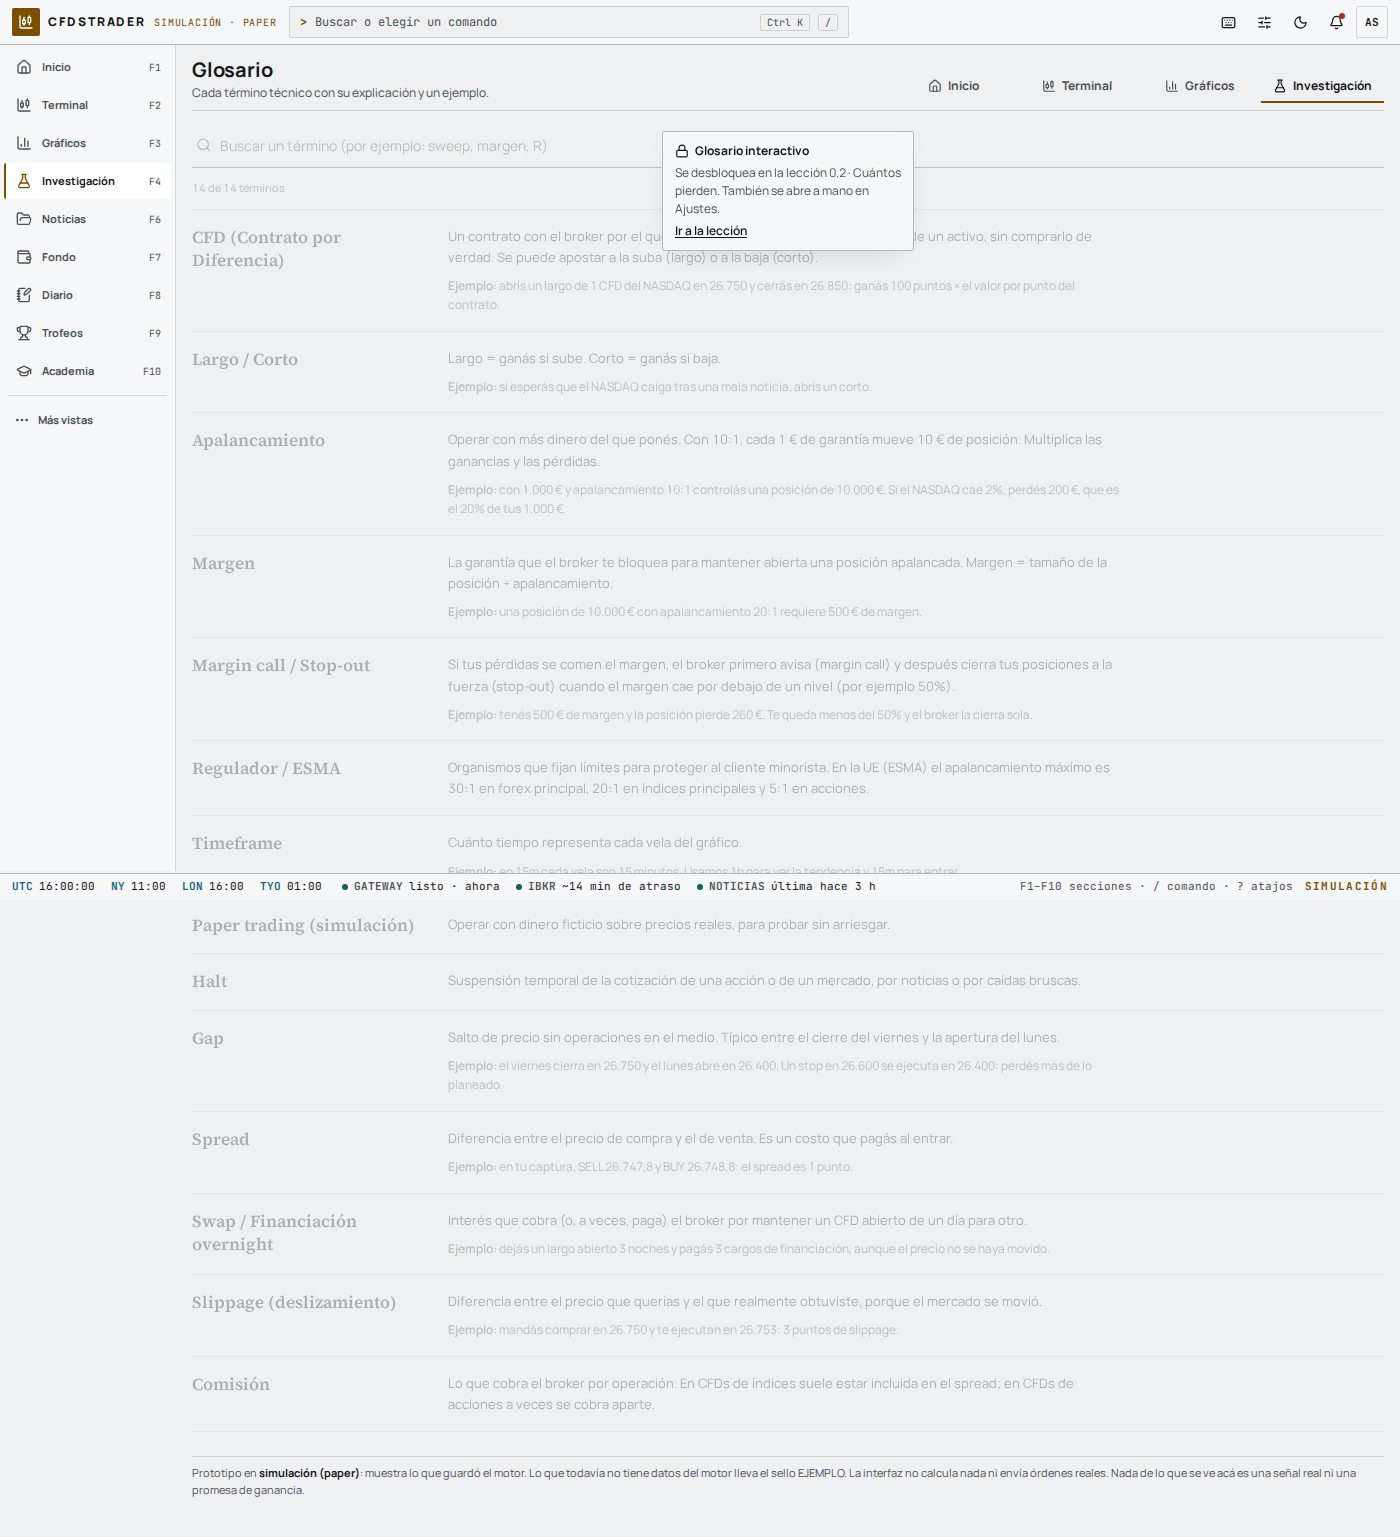 CFDSTRADER SIMULACIÓN · PAPER
> Buscar o elegir un comando
Ctrl K
/
AS
Inicio F1
Terminal F2
Gráficos F3
Investigación F4
Noticias F6
Fondo F7
Diario F8
Trofeos F9
Academia F10
Más vistas
Glosario
Cada término técnico con su explicación y un ejemplo.
Inicio
Terminal
Gráficos
Investigación
Buscar un término (por ejemplo: sweep, margen, R)
14 de 14 términos
Glosario interactivo
Se desbloquea en la lección 0.2 · Cuántos
pierden. También se abre a mano en
Ajustes.
Ir a la lección
CFD (Contrato por
Diferencia)
Un contrato con el broker por el que
de un activo, sin comprarlo de
verdad. Se puede apostar a la suba (largo) o a la baja (corto).
Ejemplo: abrís un largo de 1 CFD del NASDAQ en 26.750 y cerrás en 26.850: ganás 100 puntos × el valor por punto del
contrato.
Largo / Corto
Largo = ganás si sube. Corto = ganás si baja.
Ejemplo: si esperás que el NASDAQ caiga tras una mala noticia, abrís un corto.
Apalancamiento
Operar con más dinero del que ponés. Con 10:1, cada 1 € de garantía mueve 10 € de posición. Multiplica las
ganancias y las pérdidas.
Ejemplo: con 1.000 € y apalancamiento 10:1 controlás una posición de 10.000 €. Si el NASDAQ cae 2%, perdés 200 €, que es
el 20% de tus 1.000 €.
Margen
La garantía que el broker te bloquea para mantener abierta una posición apalancada. Margen = tamaño de la
posición ÷ apalancamiento.
Ejemplo: una posición de 10.000 € con apalancamiento 20:1 requiere 500 € de margen.
Margin call / Stop-out
Si tus pérdidas se comen el margen, el broker primero avisa (margin call) y después cierra tus posiciones a la
fuerza (stop-out) cuando el margen cae por debajo de un nivel (por ejemplo 50%).
Ejemplo: tenés 500 € de margen y la posición pierde 260 €. Te queda menos del 50% y el broker la cierra sola.
Regulador / ESMA
Organismos que fijan límites para proteger al cliente minorista. En la UE (ESMA) el apalancamiento máximo es
30:1 en forex principal, 20:1 en índices principales y 5:1 en acciones.
Timeframe
Cuánto tiempo representa cada vela del gráfico.
Ejemplo: en 15m cada vela son 15 minutos. Usamos 1h para ver la tendencia y 15m para entrar.
UTC 16:00:00 NY 11:00 LON 16:00 TYO 01:00 GATEWAY listo · ahora IBKR ~14 min de atraso NOTICIAS última hace 3 h
F1–F10 secciones · / comando · ? atajos SIMULACIÓN
Paper trading (simulación)
Operar con dinero ficticio sobre precios reales, para probar sin arriesgar.
Halt
Suspensión temporal de la cotización de una acción o de un mercado, por noticias o por caídas bruscas.
Gap
Salto de precio sin operaciones en el medio. Típico entre el cierre del viernes y la apertura del lunes.
Ejemplo: el viernes cierra en 26.750 y el lunes abre en 26.400. Un stop en 26.600 se ejecuta en 26.400: perdés más de lo
planeado.
Spread
Diferencia entre el precio de compra y el de venta. Es un costo que pagás al entrar.
Ejemplo: en tu captura, SELL 26.747,8 y BUY 26.748,8: el spread es 1 punto.
Swap / Financiación
overnight
Interés que cobra (o, a veces, paga) el broker por mantener un CFD abierto de un día para otro.
Ejemplo: dejás un largo abierto 3 noches y pagás 3 cargos de financiación, aunque el precio no se haya movido.
Slippage (deslizamiento)
Diferencia entre el precio que querías y el que realmente obtuviste, porque el mercado se movió.
Ejemplo: mandás comprar en 26.750 y te ejecutan en 26.753: 3 puntos de slippage.
Comisión
Lo que cobra el broker por operación. En CFDs de índices suele estar incluida en el spread; en CFDs de
acciones a veces se cobra aparte.
Prototipo en simulación (paper): muestra lo que guardó el motor. Lo que todavía no tiene datos del motor lleva el sello EJEMPLO. La interfaz no calcula nada ni envía órdenes reales. Nada de lo que se ve acá es una señal real ni una
promesa de ganancia.